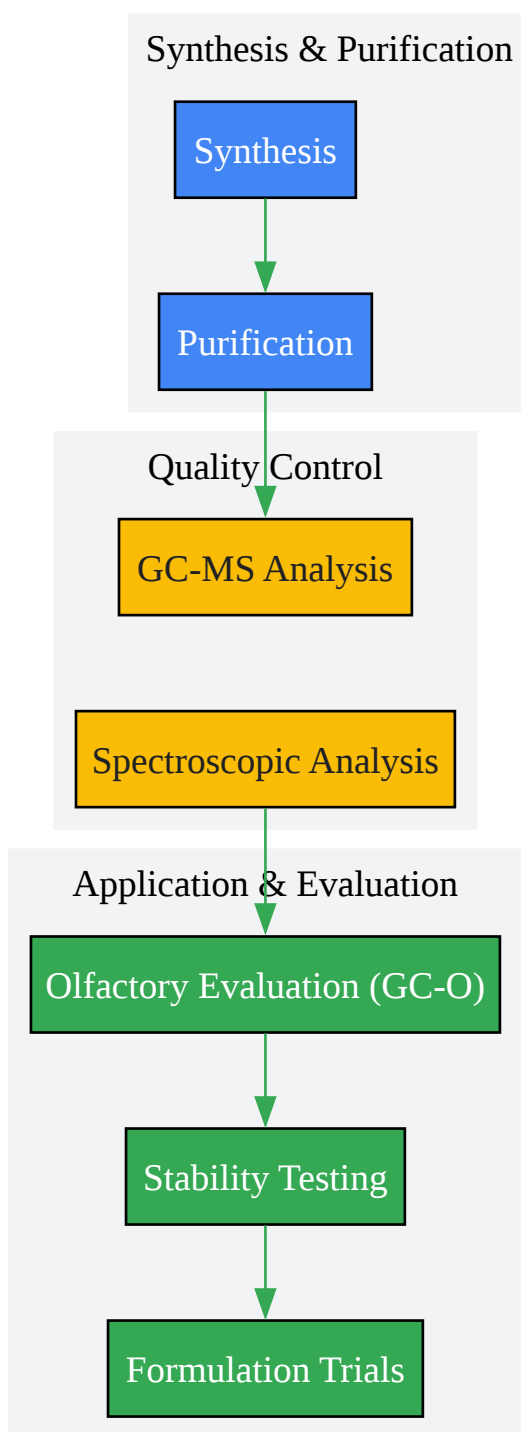 Synthesis & Purification
Synthesis
Purification
Quality Control
GC-MS Analysis
Spectroscopic Analysis
Application & Evaluation
Olfactory Evaluation (GC-O)
Stability Testing
Formulation Trials